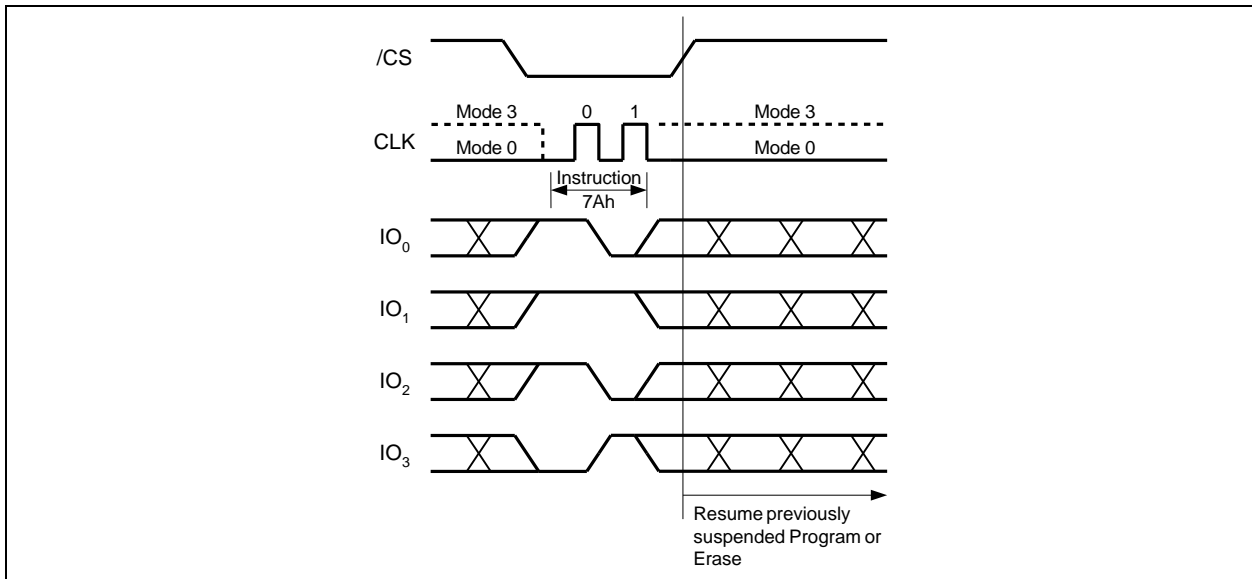 /CS
Mode 3 0 1 Mode 3
CLK
Mode 0 Mode 0
Instruction
7Ah
IO0
IO1
IO2
IO3
Resume previously
suspended Program or
Erase